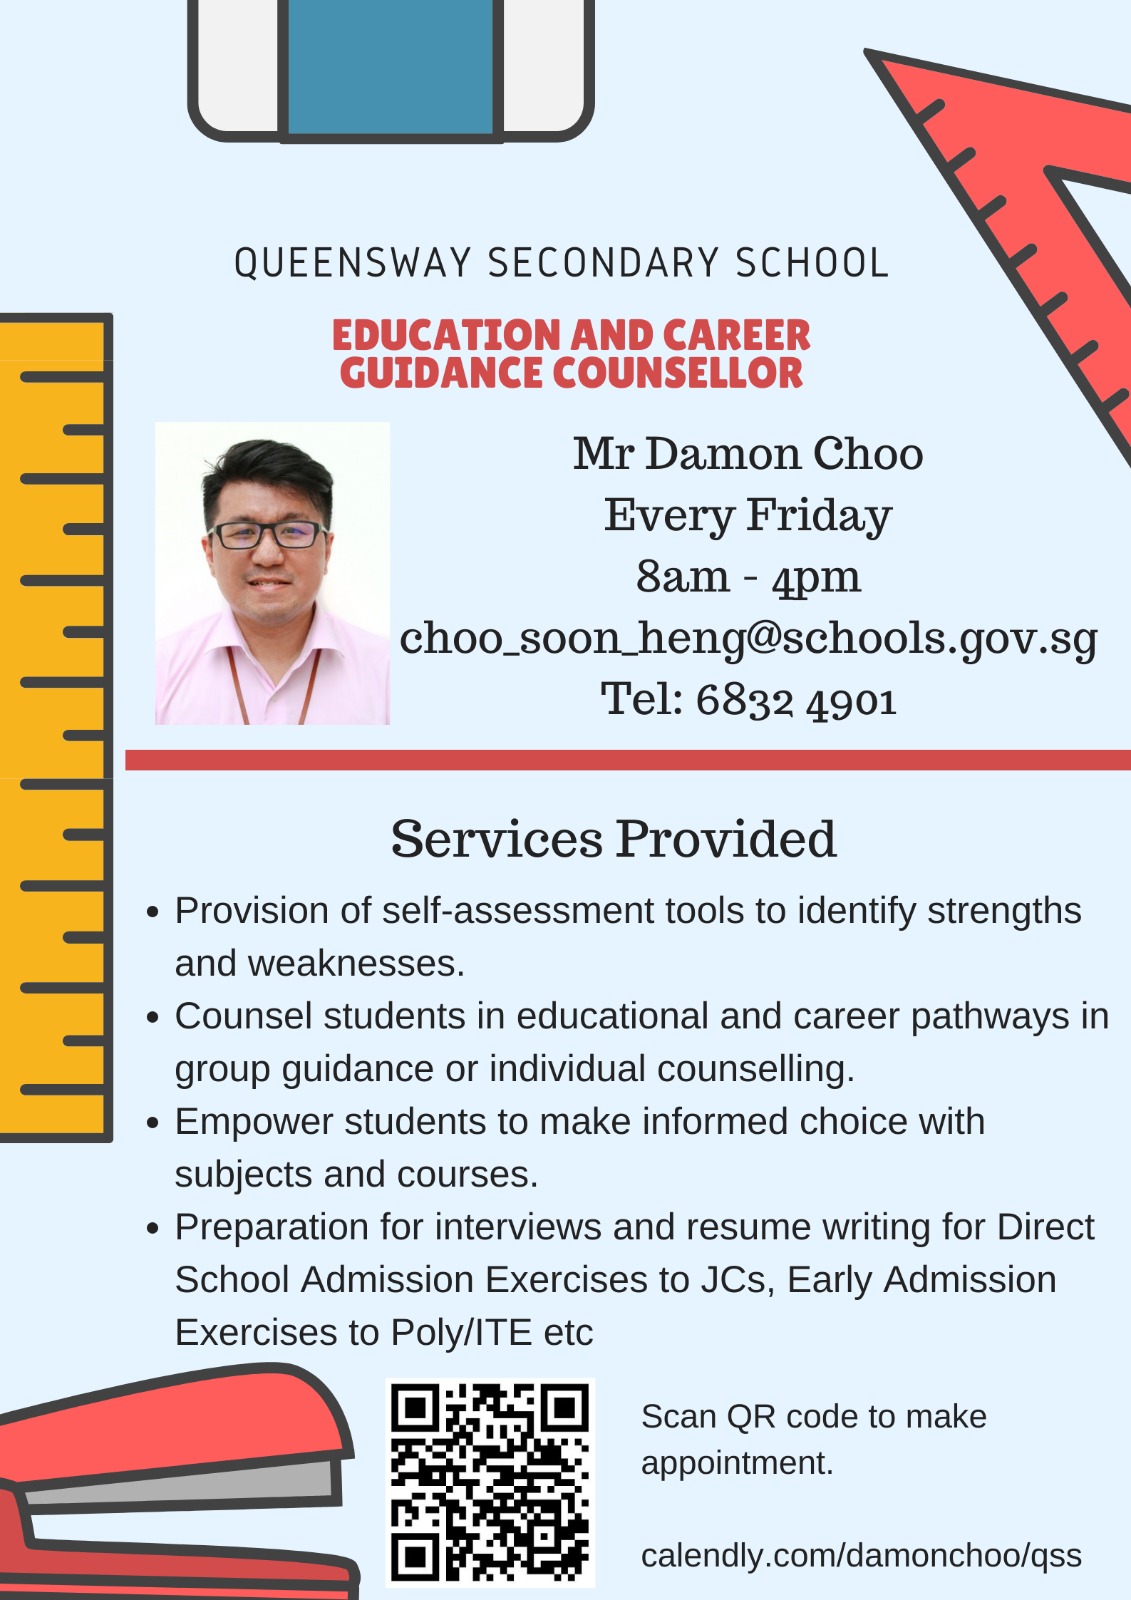 QUEENSWAY SECONDARY SCHOOL
EDUCATION AND CAREER
GUIDANCE COUNSELLOR
Mr Damon Choo
Every Friday
8am - 4pm
choo_soon_heng@schools.gov.sg
Tel: 6832 4901
Services Provided
• Provision of self-assessment tools to identify strengths
and weaknesses.
• Counsel students in educational and career pathways in
group guidance or individual counselling.
• Empower students to make informed choice with
subjects and courses.
• Preparation for interviews and resume writing for Direct
School Admission Exercises to JCs, Early Admission
Exercises to Poly/ITE etc
Scan QR code to make
appointment.
calendly.com/damonchoo/qss